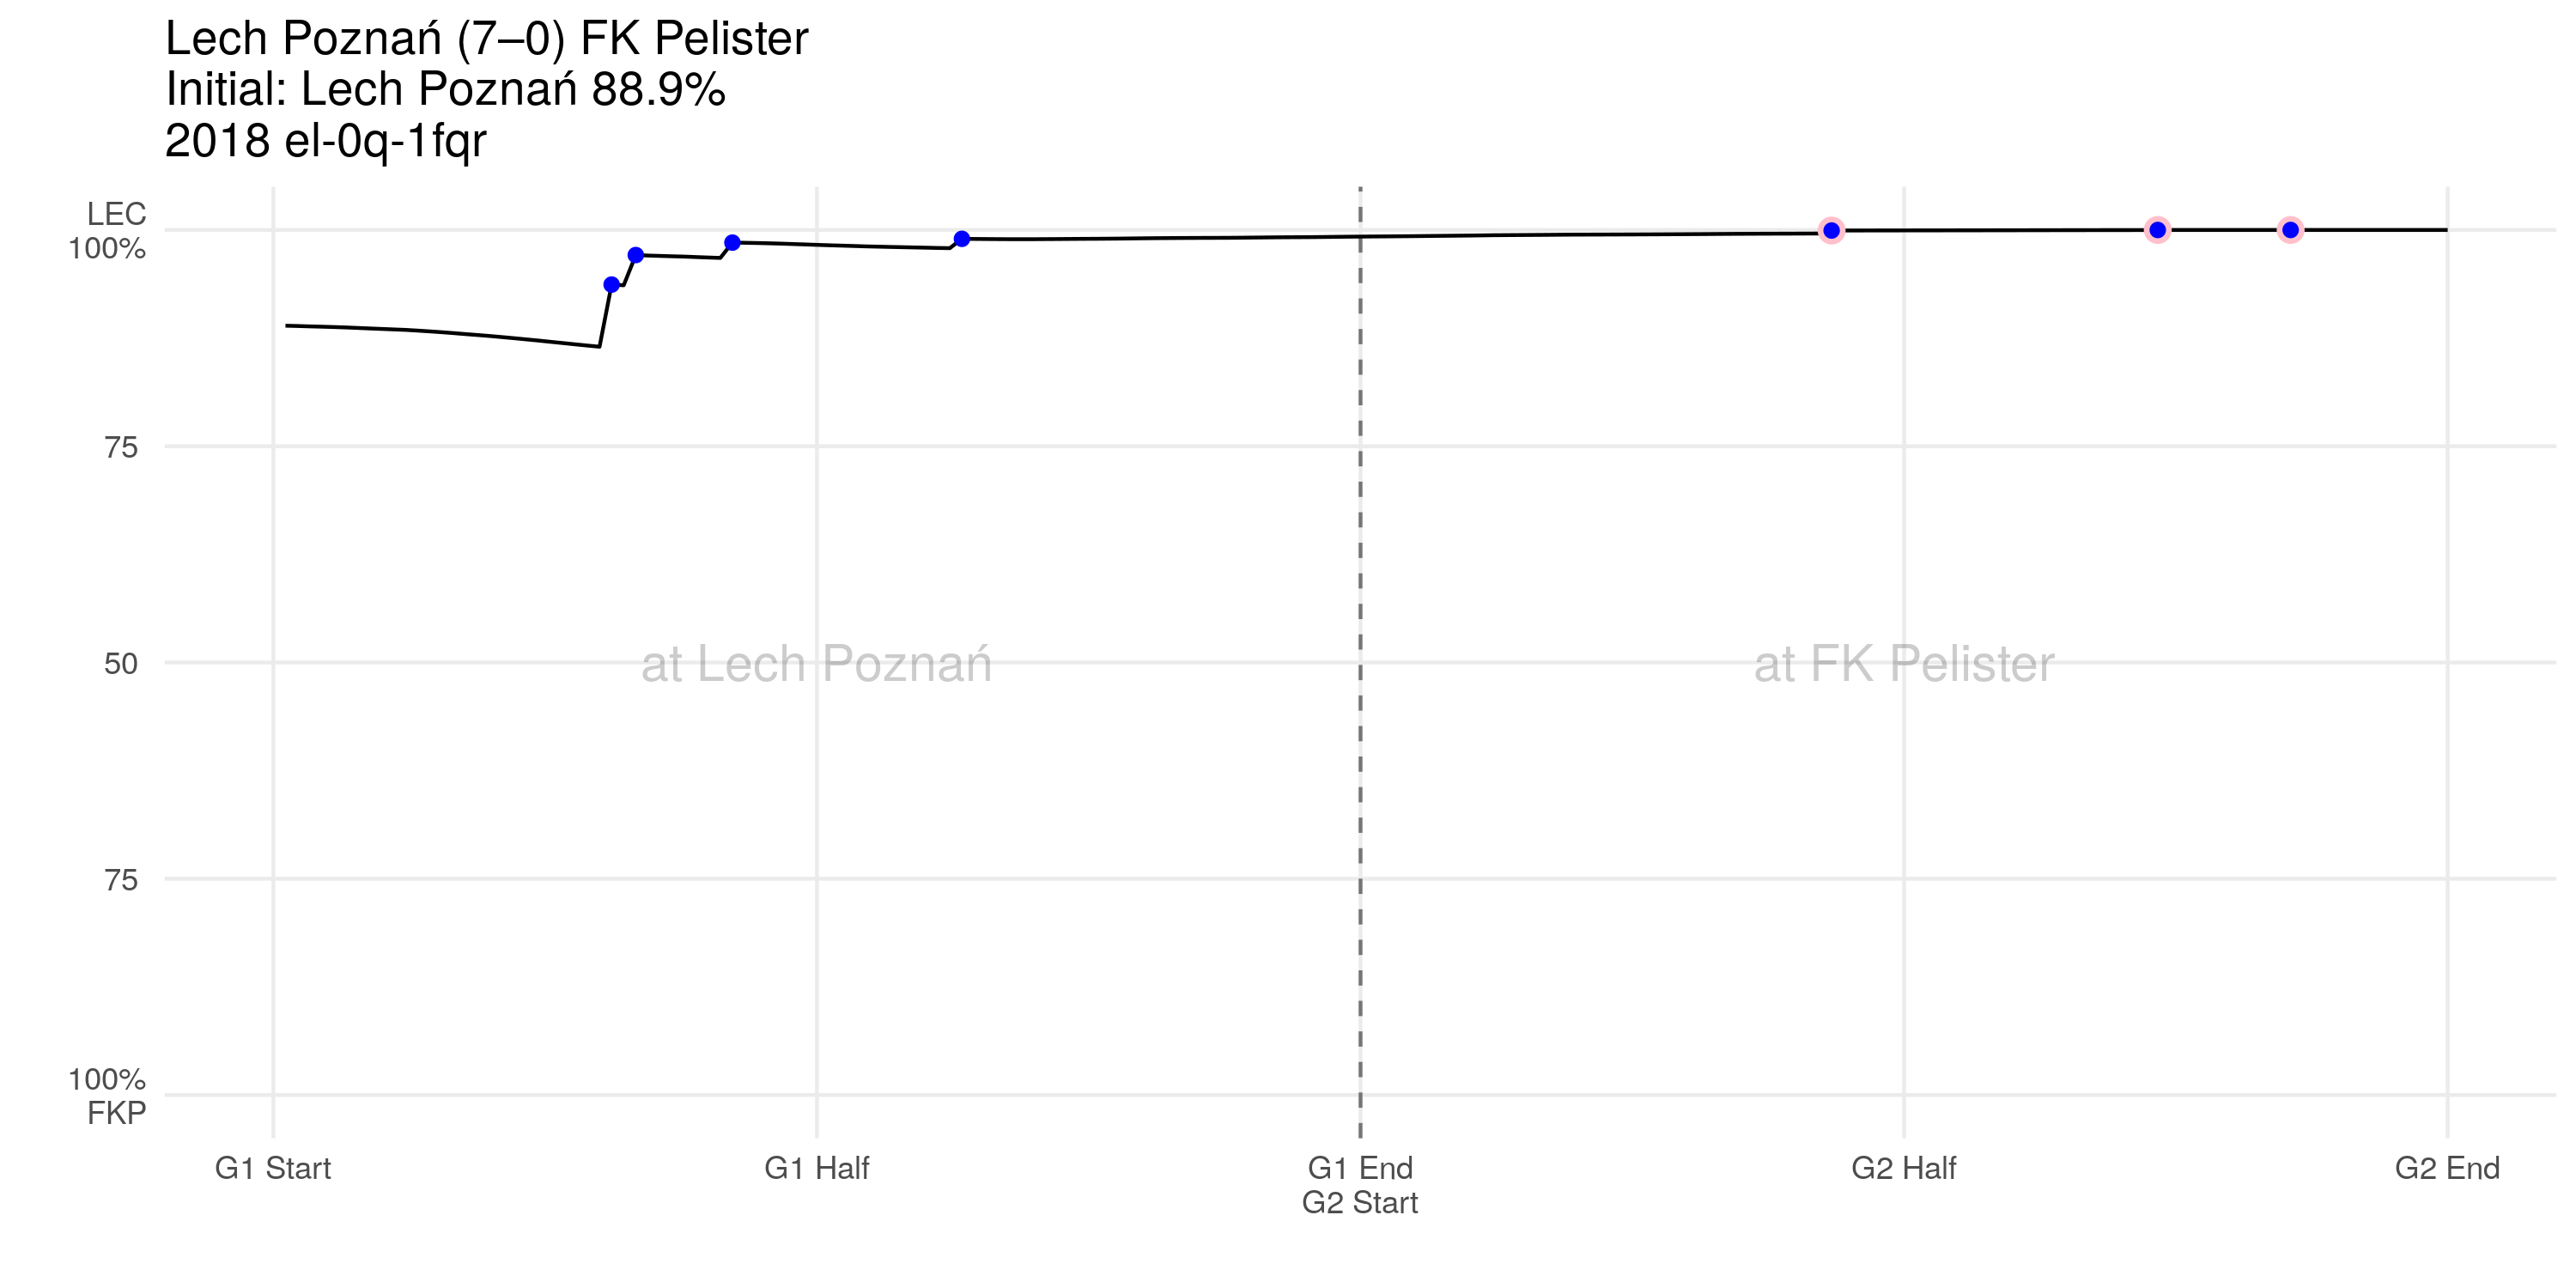 Lech Poznań (7–0) FK Pelister
Initial: Lech Poznań 88.9%
2018 el-0q-1fqr
LEC
100%
75
50
75
100%
FKP
at Lech Poznań
at FK Pelister
G1 Start
G1 Half
G1 End
G2 Start
G2 Half
G2 End